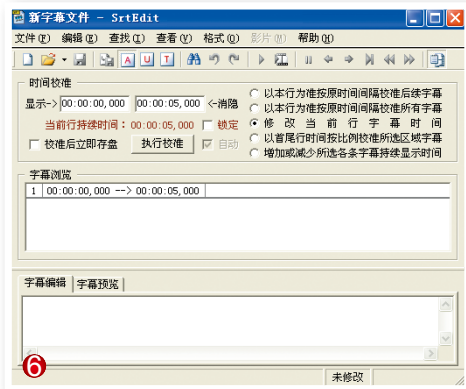 新字幕文件 - SrtEdit
文件(F) 编辑(E) 查找(I) 查看(V) 格式(O) 影片(M) 帮助(H)
A U T
时间校准
显示-> 00:00:00,000 00:00:05,000 <-消隐
当前行持续时间：00:00:05,000 锁定
校准后立即存盘 执行校准 自动
以本行为准按原时间间隔校准后续字幕
以本行为准按原时间间隔校准所有字幕
修改当前行字幕时间
以首尾行时间按比例校准所选区域字幕
增加或减少所选各条字幕持续显示时间
字幕浏览
1 00:00:00,000 --> 00:00:05,000
字幕编辑 字幕预览
6
未修改